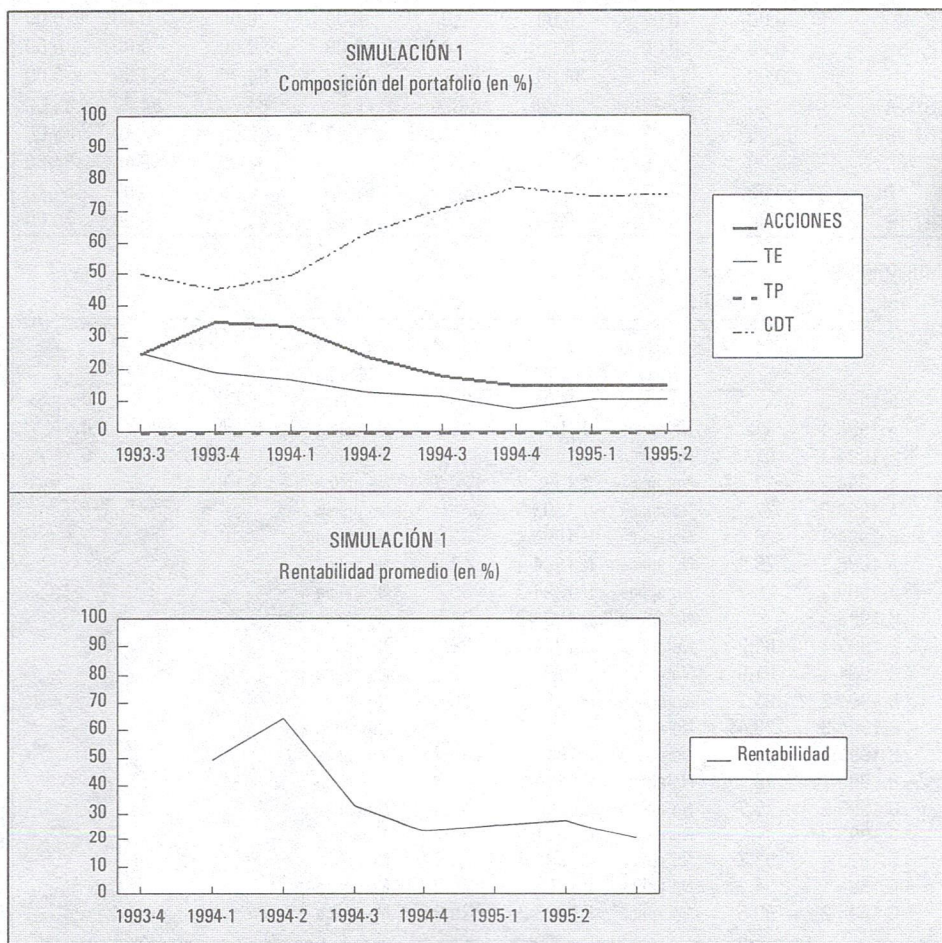 SIMULACIÓN 1
Composición del portafolio (en %)
100
90
80
70
60
50
40
30
20
10
0
1993-3 1993-4 1994-1 1994-2 1994-3 1994-4 1995-1 1995-2
ACCIONES
TE
TP
CDT
SIMULACIÓN 1
Rentabilidad promedio (en %)
100
90
80
70
60
50
40
30
20
10
0
1993-4 1994-1 1994-2 1994-3 1994-4 1995-1 1995-2
Rentabilidad